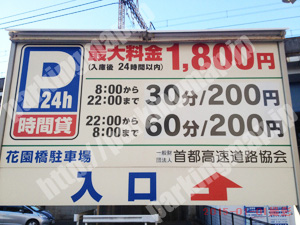 P
24h
時間貸
最大料金 1,800円
(入庫後 24時間以内)
8:00から
22:00まで
30分/200円
22:00から
8:00まで
60分/200円
花園橋駐車場
一般財団法人 首都高速道路協会
入口